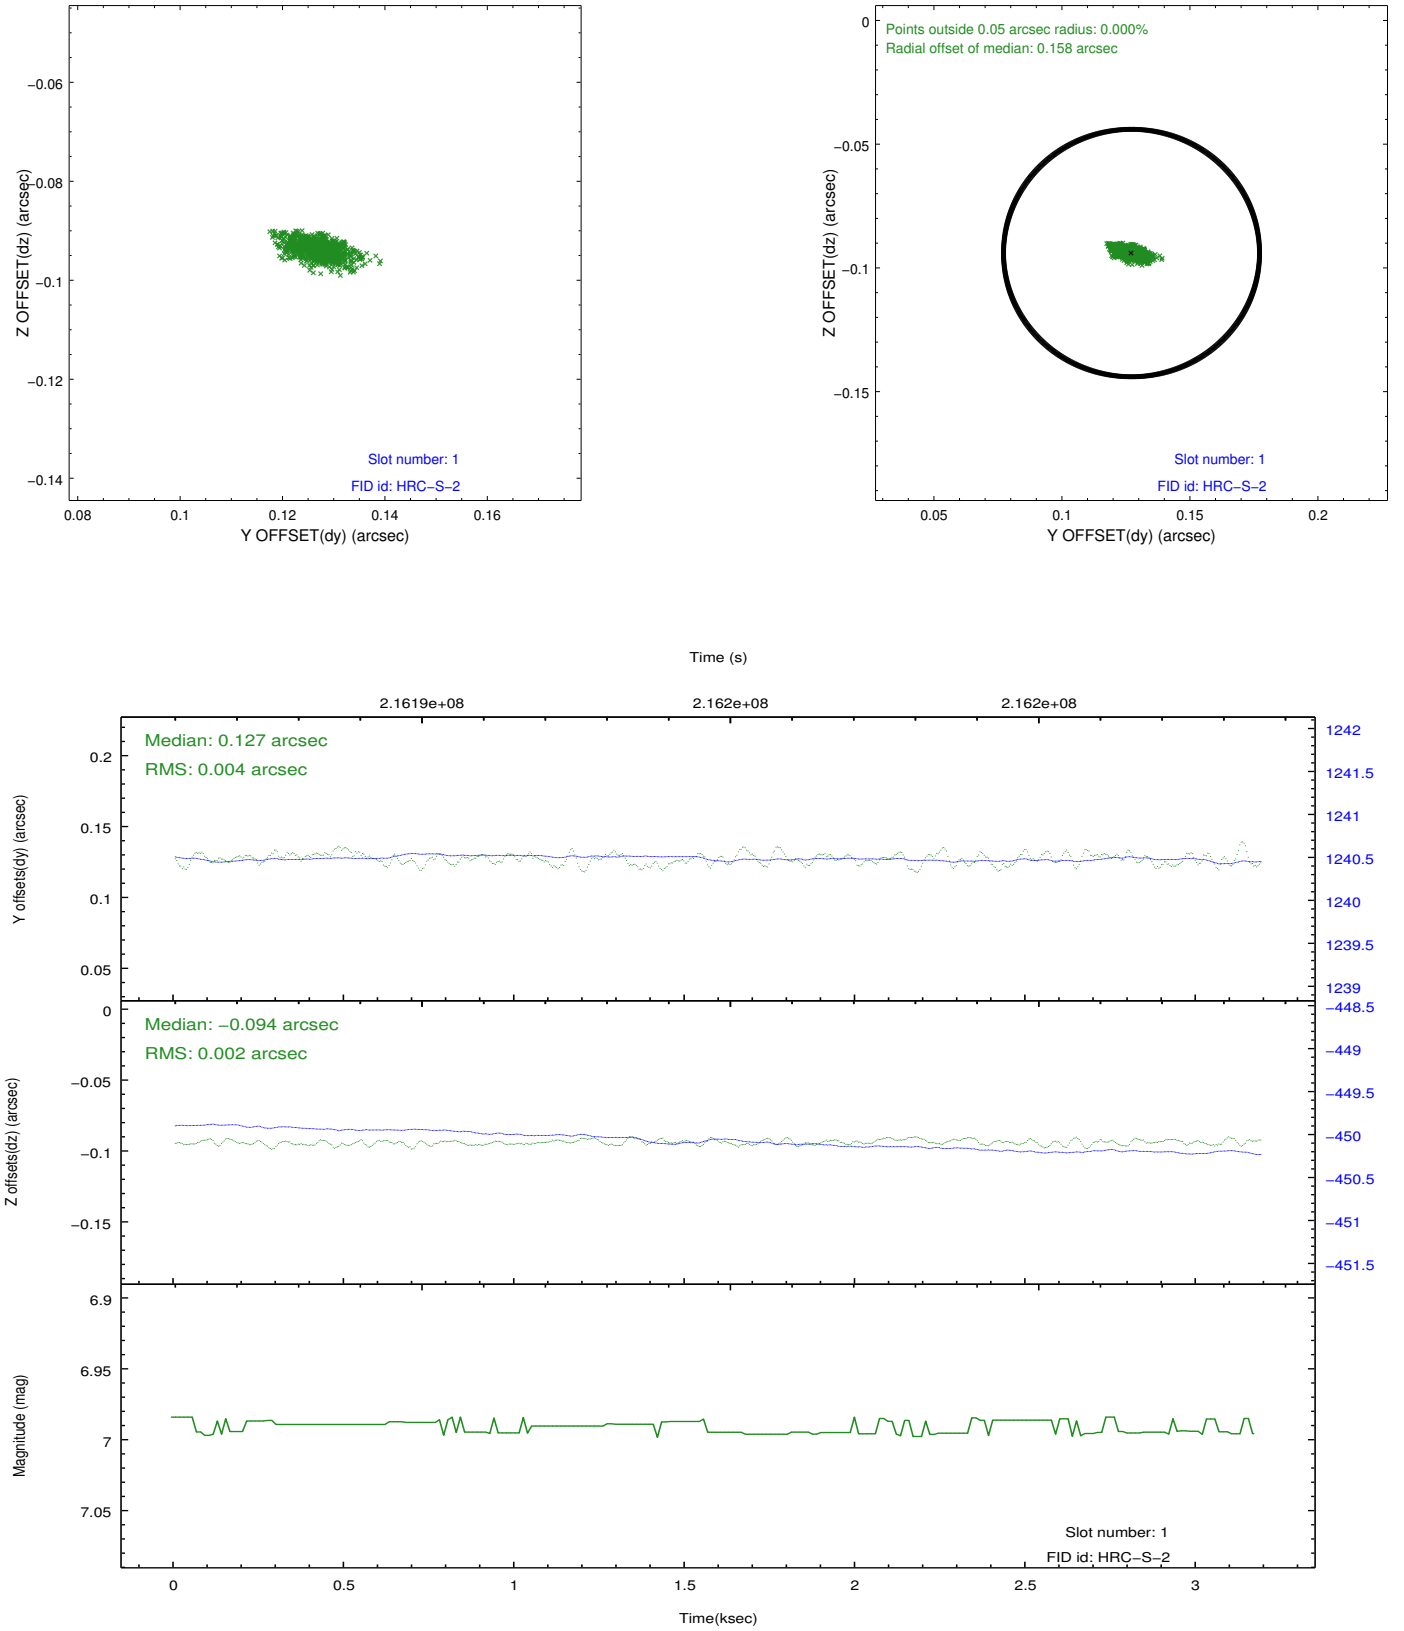 −0.06
−0.08
−0.1
−0.12
−0.14
Z OFFSET(dz) (arcsec)
Slot number: 1
FID id: HRC−S−2
0.08 0.1 0.12 0.14 0.16
Y OFFSET(dy) (arcsec)
Points outside 0.05 arcsec radius: 0.000%
Radial offset of median: 0.158 arcsec
0
−0.05
−0.1
−0.15
Z OFFSET(dz) (arcsec)
Slot number: 1
FID id: HRC−S−2
0.05 0.1 0.15 0.2
Y OFFSET(dy) (arcsec)
Time (s)
2.1619e+08 2.162e+08 2.162e+08
Median: 0.127 arcsec
RMS: 0.004 arcsec
0.2
0.15
0.1
0.05
Y offsets(dy) (arcsec)
1242
1241.5
1241
1240.5
1240
1239.5
1239
Median: −0.094 arcsec
RMS: 0.002 arcsec
0
−0.05
−0.1
−0.15
Z offsets(dz) (arcsec)
−448.5
−449
−449.5
−450
−450.5
−451
−451.5
6.9
6.95
7
7.05
Magnitude (mag)
Slot number: 1
FID id: HRC−S−2
0 0.5 1 1.5 2 2.5 3
Time(ksec)